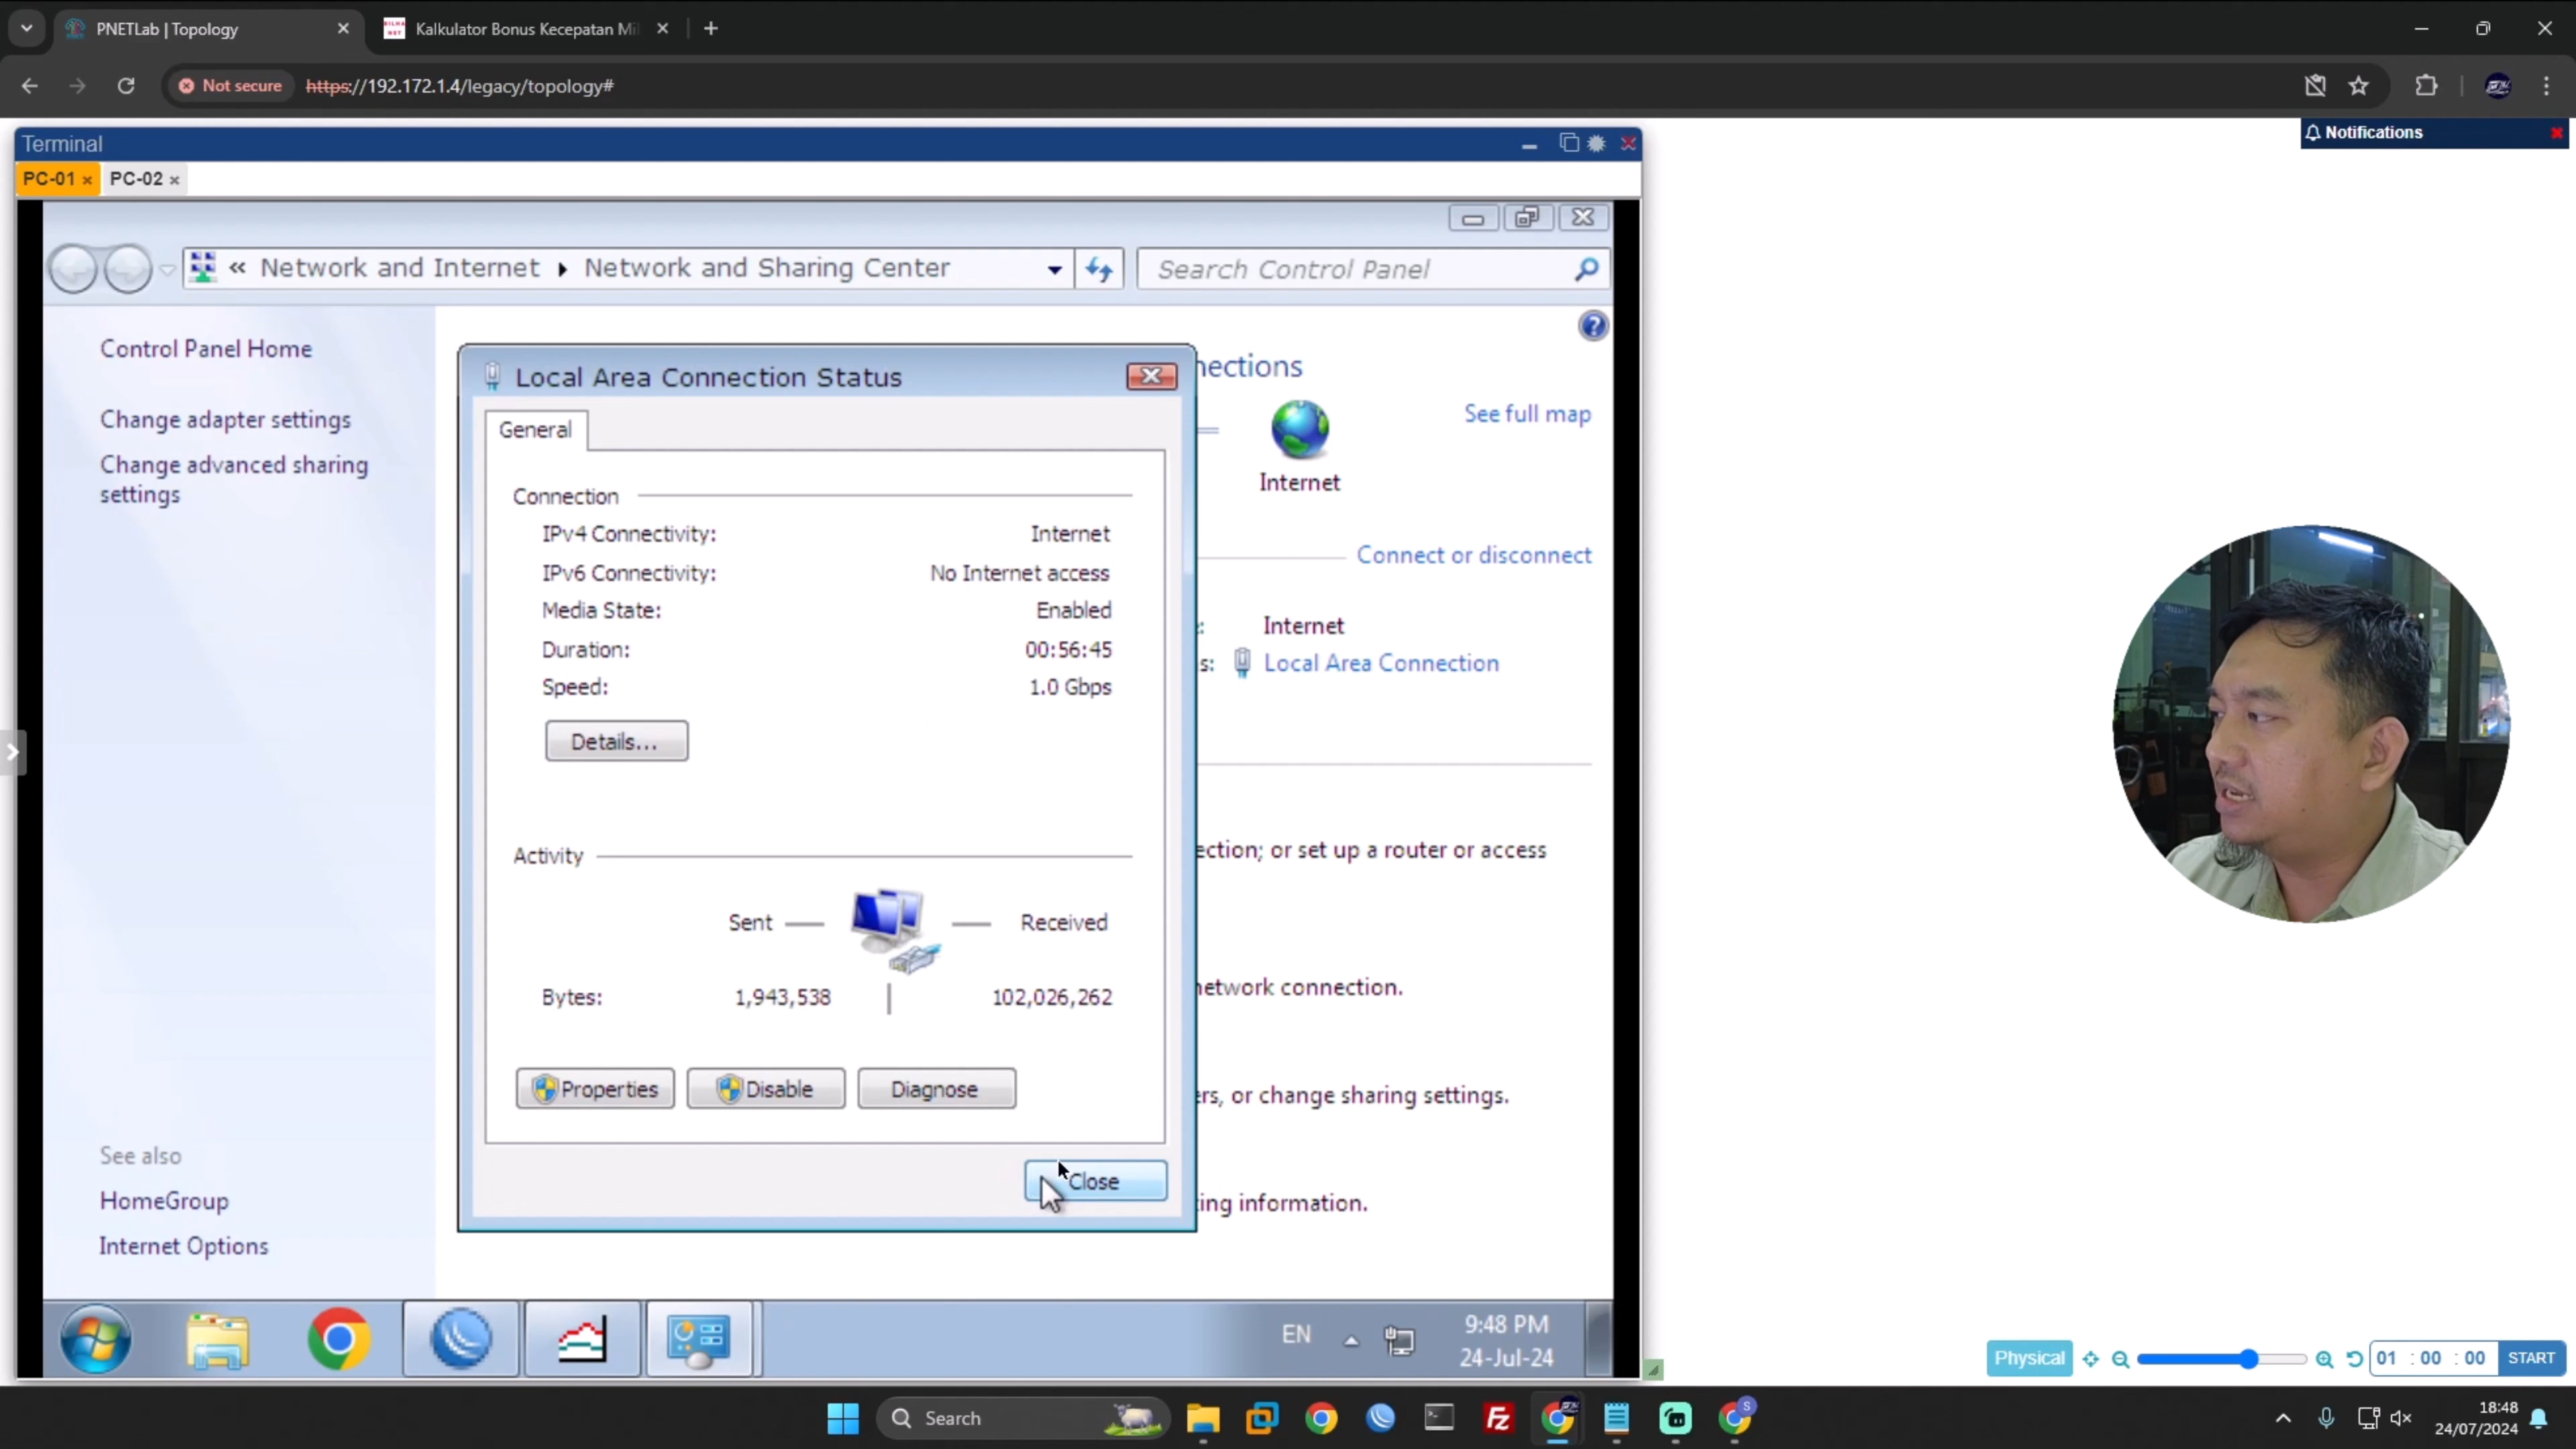 PNETLab | Topology
Kalkulator Bonus Kecepatan Mi
Not secure
https://192.172.1.4/legacy/topology#
Terminal
Notifications
PC-01
PC-02
« Network and Internet
Network and Sharing Center
Search Control Panel
Control Panel Home
Change adapter settings
Change advanced sharing
settings
See also
HomeGroup
Internet Options
Local Area Connection Status
General
Connection
IPv4 Connectivity: Internet
IPv6 Connectivity: No Internet access
Media State: Enabled
Duration: 00:56:45
Speed: 1.0 Gbps
Details...
Activity
Sent
Received
Bytes: 1,943,538 102,026,262
Properties
Disable
Diagnose
Close
nections
See full map
Internet
Connect or disconnect
Internet
s: Local Area Connection
ection; or set up a router or access
network connection.
ers, or change sharing settings.
ting information.
EN
9:48 PM
24-Jul-24
Physical
01 : 00 : 00
START
Search
18:48
24/07/2024